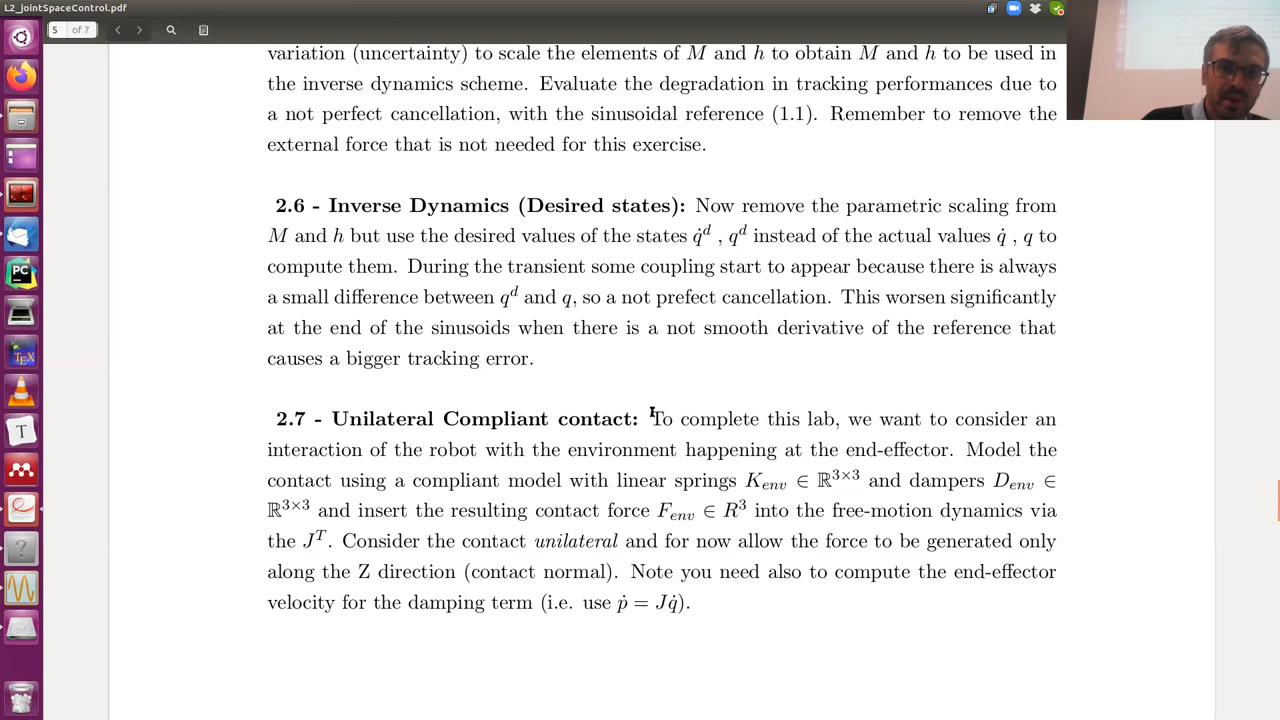 L2_jointSpaceControl.pdf
5 of 7
variation (uncertainty) to scale the elements of M and h to obtain M and h to be used in
the inverse dynamics scheme. Evaluate the degradation in tracking performances due to
a not perfect cancellation, with the sinusoidal reference (1.1). Remember to remove the
external force that is not needed for this exercise.
2.6 - Inverse Dynamics (Desired states): Now remove the parametric scaling from
M and h but use the desired values of the states q̇ᵈ , qᵈ instead of the actual values q̇ , q to
compute them. During the transient some coupling start to appear because there is always
a small difference between qᵈ and q, so a not prefect cancellation. This worsen significantly
at the end of the sinusoids when there is a not smooth derivative of the reference that
causes a bigger tracking error.
2.7 - Unilateral Compliant contact: To complete this lab, we want to consider an
interaction of the robot with the environment happening at the end-effector. Model the
contact using a compliant model with linear springs K_env ∈ ℝ³ˣ³ and dampers D_env ∈
ℝ³ˣ³ and insert the resulting contact force F_env ∈ R³ into the free-motion dynamics via
the Jᵀ. Consider the contact unilateral and for now allow the force to be generated only
along the Z direction (contact normal). Note you need also to compute the end-effector
velocity for the damping term (i.e. use ṗ = Jq̇).
PC
TEX
T
?